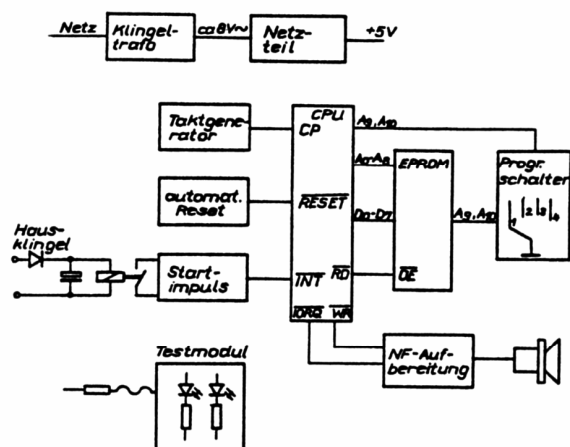 Netz
Klingel-
trafo
ca 8V~
Netz-
teil
+5V
Taktgene-
rator
CPU
CP
A9, A10
A0-A8
EPROM
Progr.
schalter
1 2 3 4
automat.
Reset
RESET
D0-D7
A9, A10
Haus-
klingel
Start-
impuls
INT
RD
OE
IORQ WR
NF-Auf-
bereitung
Testmodul